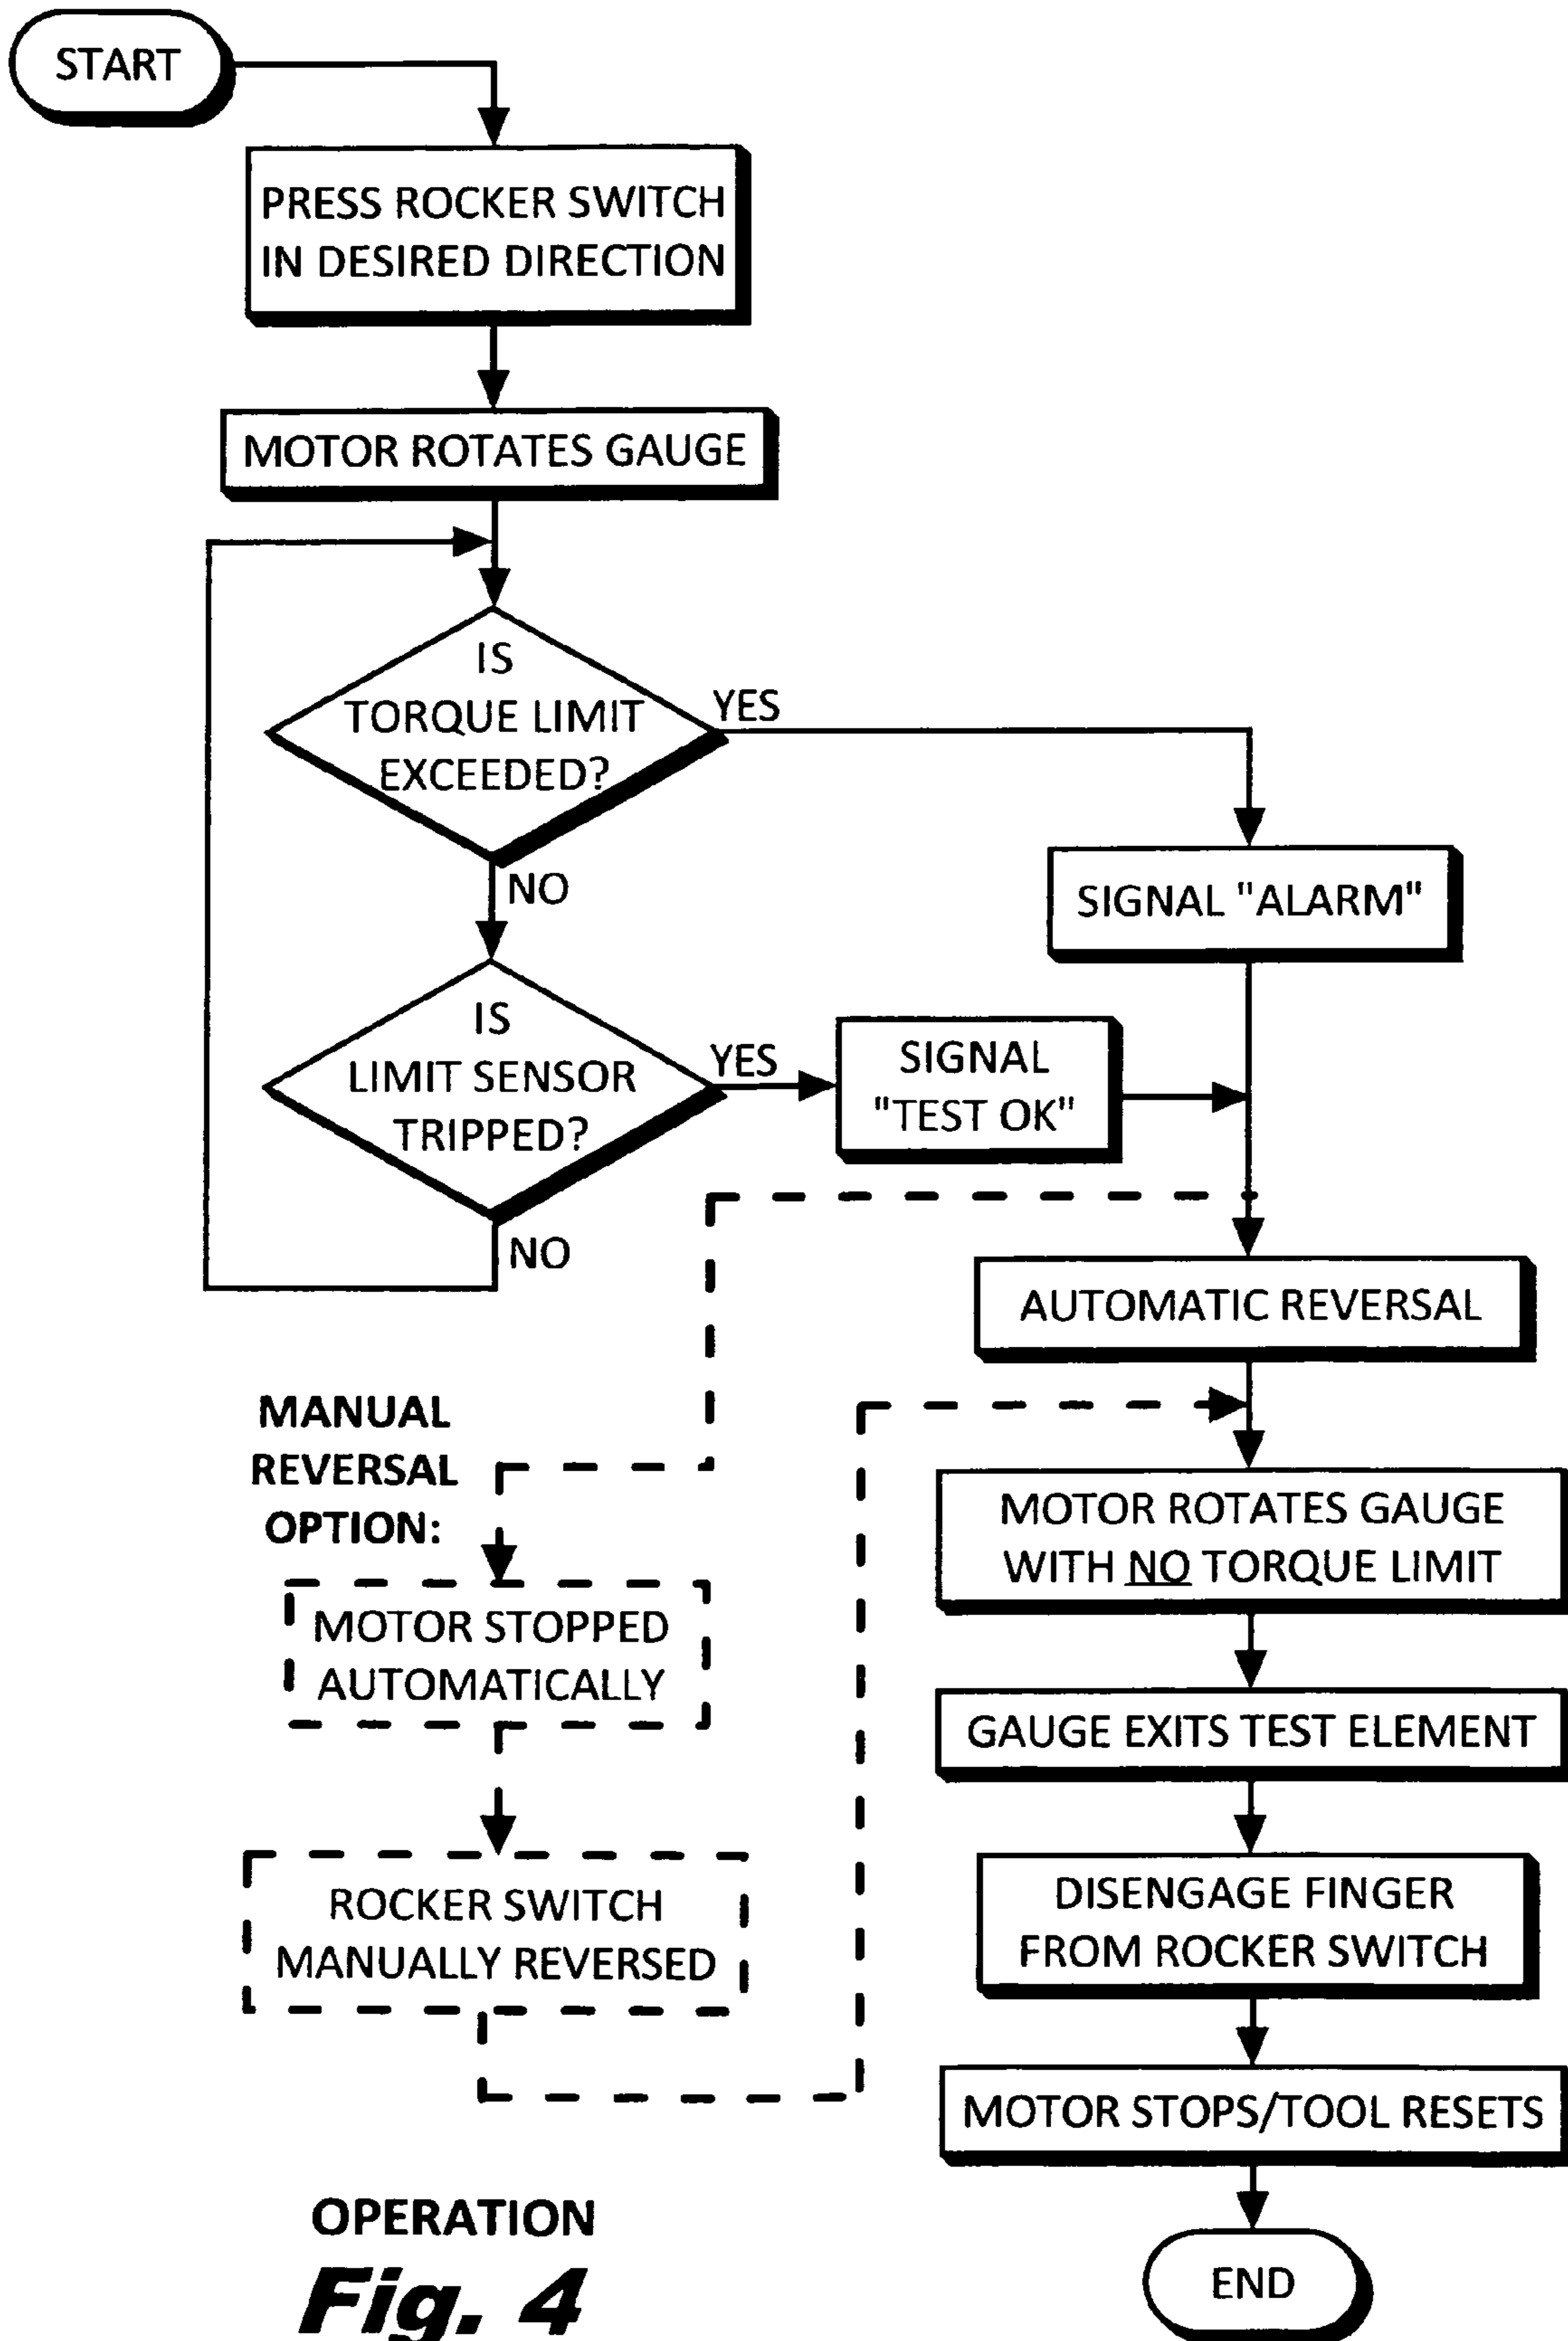 START
PRESS ROCKER SWITCH
IN DESIRED DIRECTION
MOTOR ROTATES GAUGE
IS
TORQUE LIMIT
EXCEEDED?
YES
NO
SIGNAL "ALARM"
IS
LIMIT SENSOR
TRIPPED?
YES
NO
SIGNAL
"TEST OK"
AUTOMATIC REVERSAL
MANUAL
REVERSAL
OPTION:
MOTOR STOPPED
AUTOMATICALLY
ROCKER SWITCH
MANUALLY REVERSED
MOTOR ROTATES GAUGE
WITH NO TORQUE LIMIT
GAUGE EXITS TEST ELEMENT
DISENGAGE FINGER
FROM ROCKER SWITCH
MOTOR STOPS/TOOL RESETS
END
OPERATION
Fig. 4